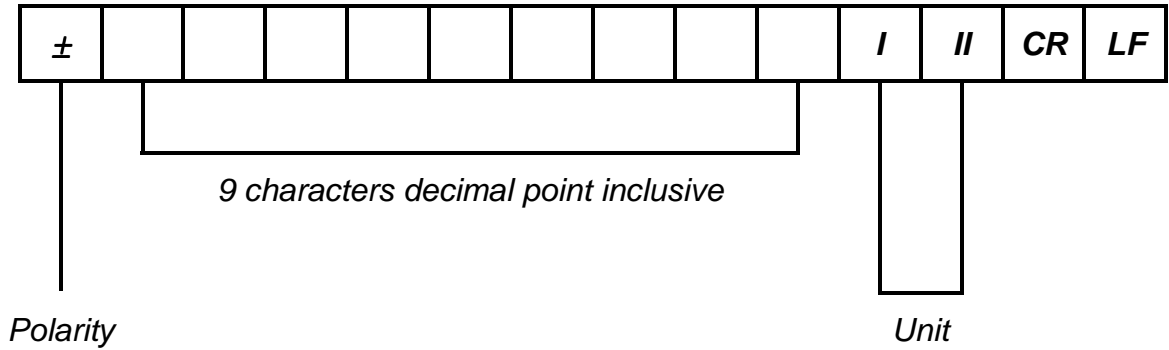 ± I II CR LF
9 characters decimal point inclusive
Polarity Unit